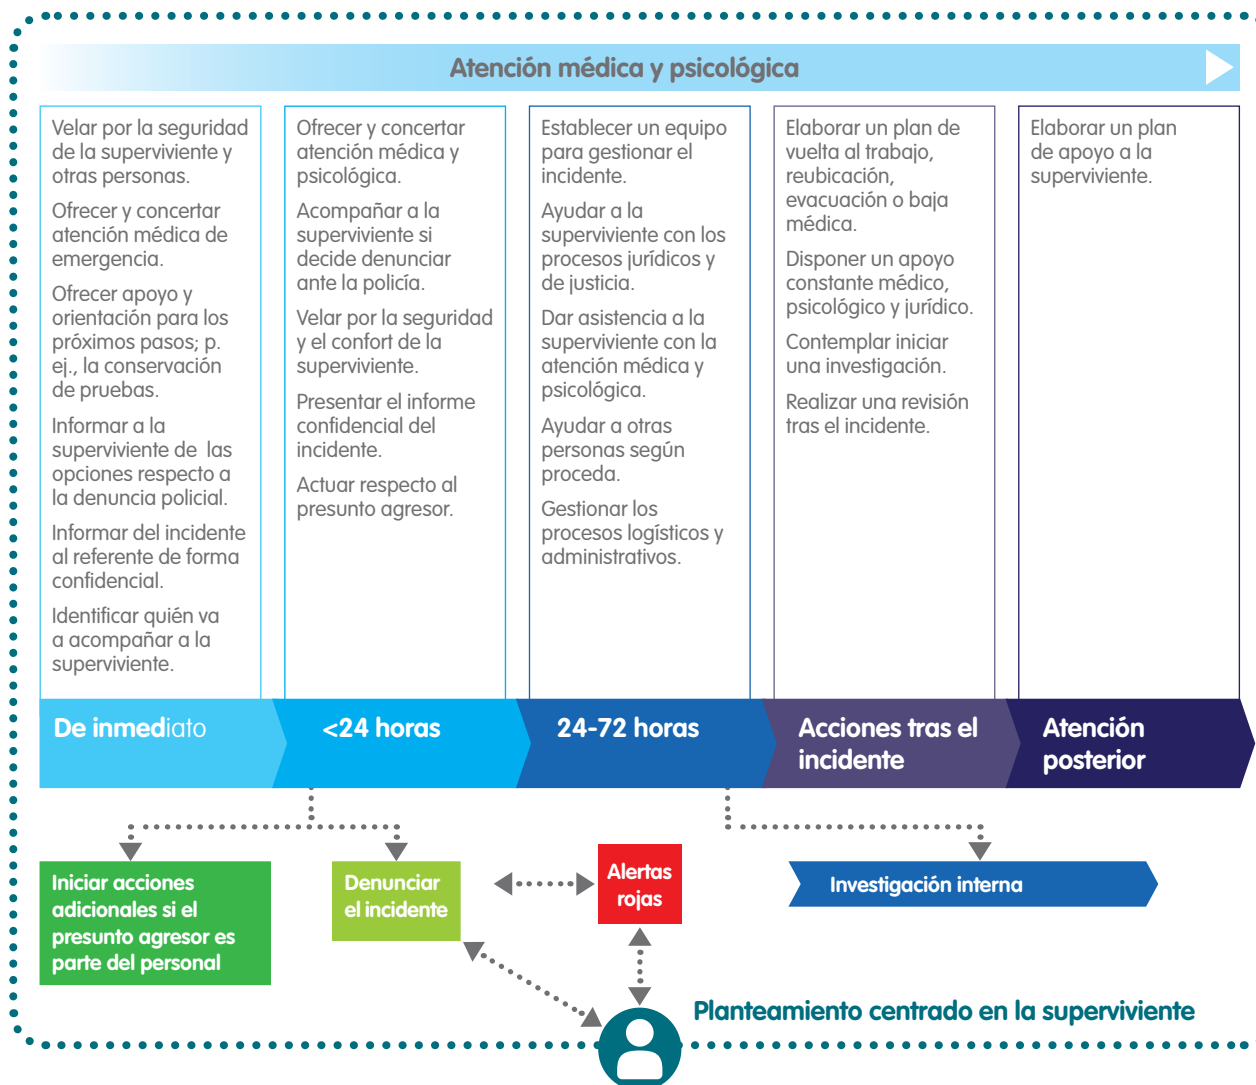 Atención médica y psicológica
Velar por la seguridad
de la superviviente y
otras personas.
Ofrecer y concertar
atención médica de
emergencia.
Ofrecer apoyo y
orientación para los
próximos pasos; p.
ej., la conservación
de pruebas.
Informar a la
superviviente de las
opciones respecto a
la denuncia policial.
Informar del incidente
al referente de forma
confidencial.
Identificar quién va
a acompañar a la
superviviente.
De inmediato
Ofrecer y concertar
atención médica y
psicológica.
Acompañar a la
superviviente si
decide denunciar
ante la policía.
Velar por la seguridad
y el confort de la
superviviente.
Presentar el informe
confidencial del
incidente.
Actuar respecto al
presunto agresor.
<24 horas
Establecer un equipo
para gestionar el
incidente.
Ayudar a la
superviviente con los
procesos jurídicos y
de justicia.
Dar asistencia a la
superviviente con la
atención médica y
psicológica.
Ayudar a otras
personas según
proceda.
Gestionar los
procesos logísticos y
administrativos.
24-72 horas
Elaborar un plan de
vuelta al trabajo,
reubicación,
evacuación o baja
médica.
Disponer un apoyo
constante médico,
psicológico y jurídico.
Contemplar iniciar
una investigación.
Realizar una revisión
tras el incidente.
Acciones tras el
incidente
Elaborar un plan
de apoyo a la
superviviente.
Atención
posterior
Iniciar acciones
adicionales si el
presunto agresor es
parte del personal
Denunciar
el incidente
Alertas
rojas
Investigación interna
Planteamiento centrado en la superviviente